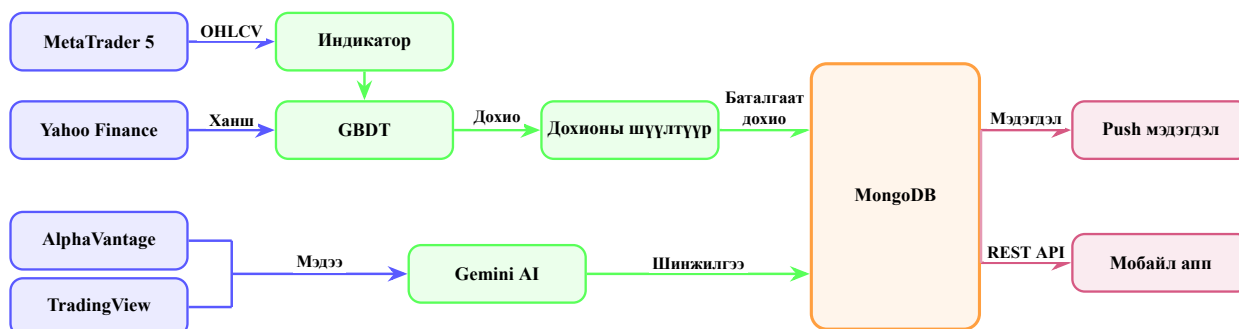 MetaTrader 5
OHLCV
Индикатор
Yahoo Finance
Ханш
GBDT
Дохио
Дохионы шүүлтүүр
Баталгаат
дохио
MongoDB
Мэдэгдэл
Push мэдэгдэл
AlphaVantage
TradingView
Мэдээ
Gemini AI
Шинжилгээ
REST API
Мобайл апп